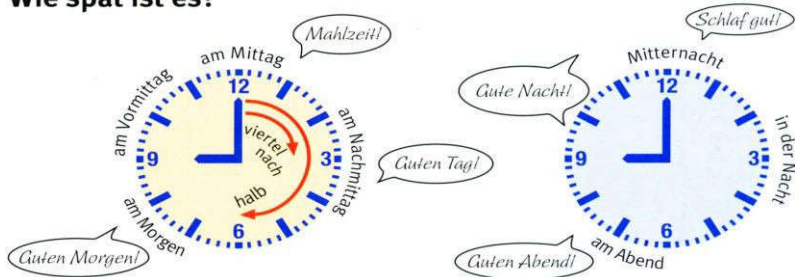 Wie spät ist es?
Mahlzeit!
am Mittag
am Vormittag
12
am Nachmittag
viertel
nach
9
3
Guten Tag!
halb
am Morgen
6
Guten Morgen!
Schlaf gut!
Mitternacht
Gute Nacht!
12
in der Nacht
9
3
6
am Abend
Guten Abend!